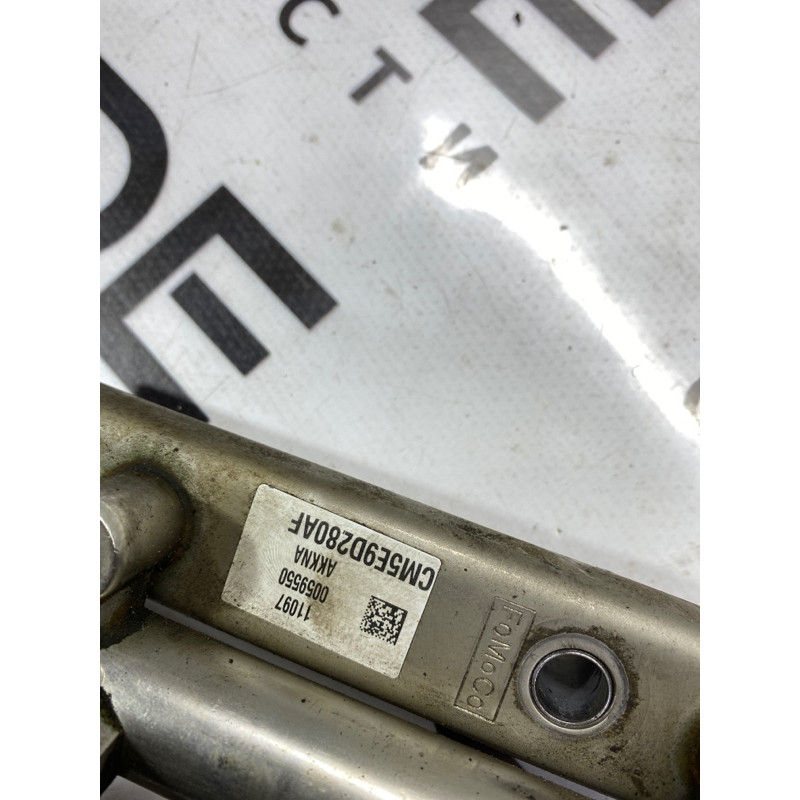 CM5E9D280AF
AKKNA
0059550
11097
FoMoCo